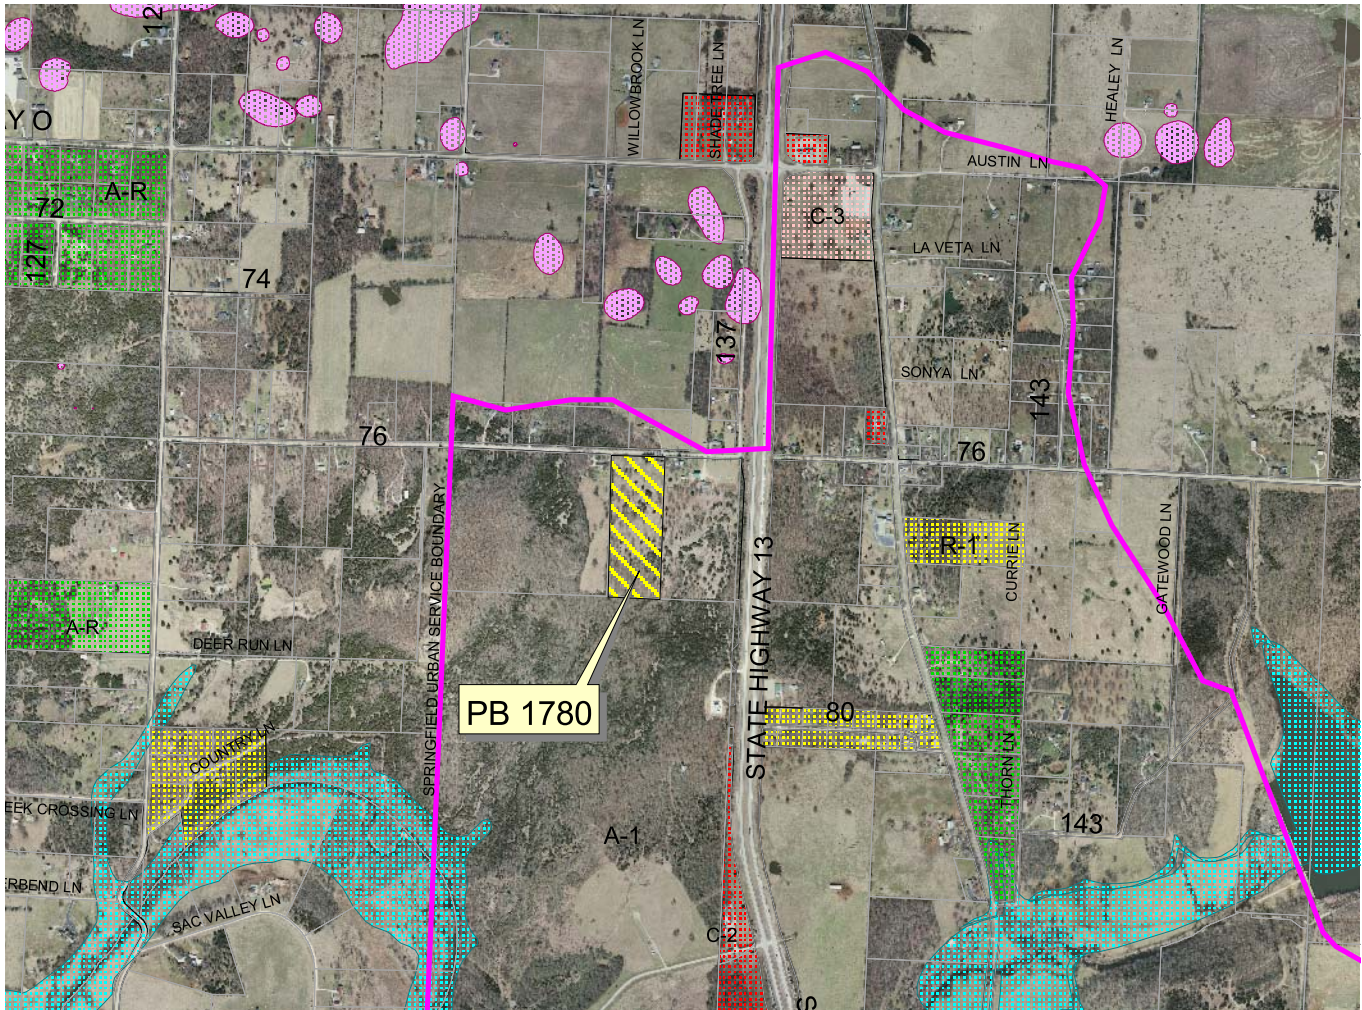 12
WILLOWBROOK LN
SHADETREE LN
HEALEY LN
Y O
AUSTIN LN
A-R
72
127
C-3
LA VETA LN
74
137
SONYA LN
143
76
76
SPRINGFIELD URBAN SERVICE BOUNDARY
STATE HIGHWAY 13
R-1
CURRIE LN
GATEWOOD LN
A-R
DEER RUN LN
PB 1780
80
COUNTRY LN
THORN LN
EEK CROSSING LN
143
A-1
ERBEND LN
SAC VALLEY LN
C-2
S